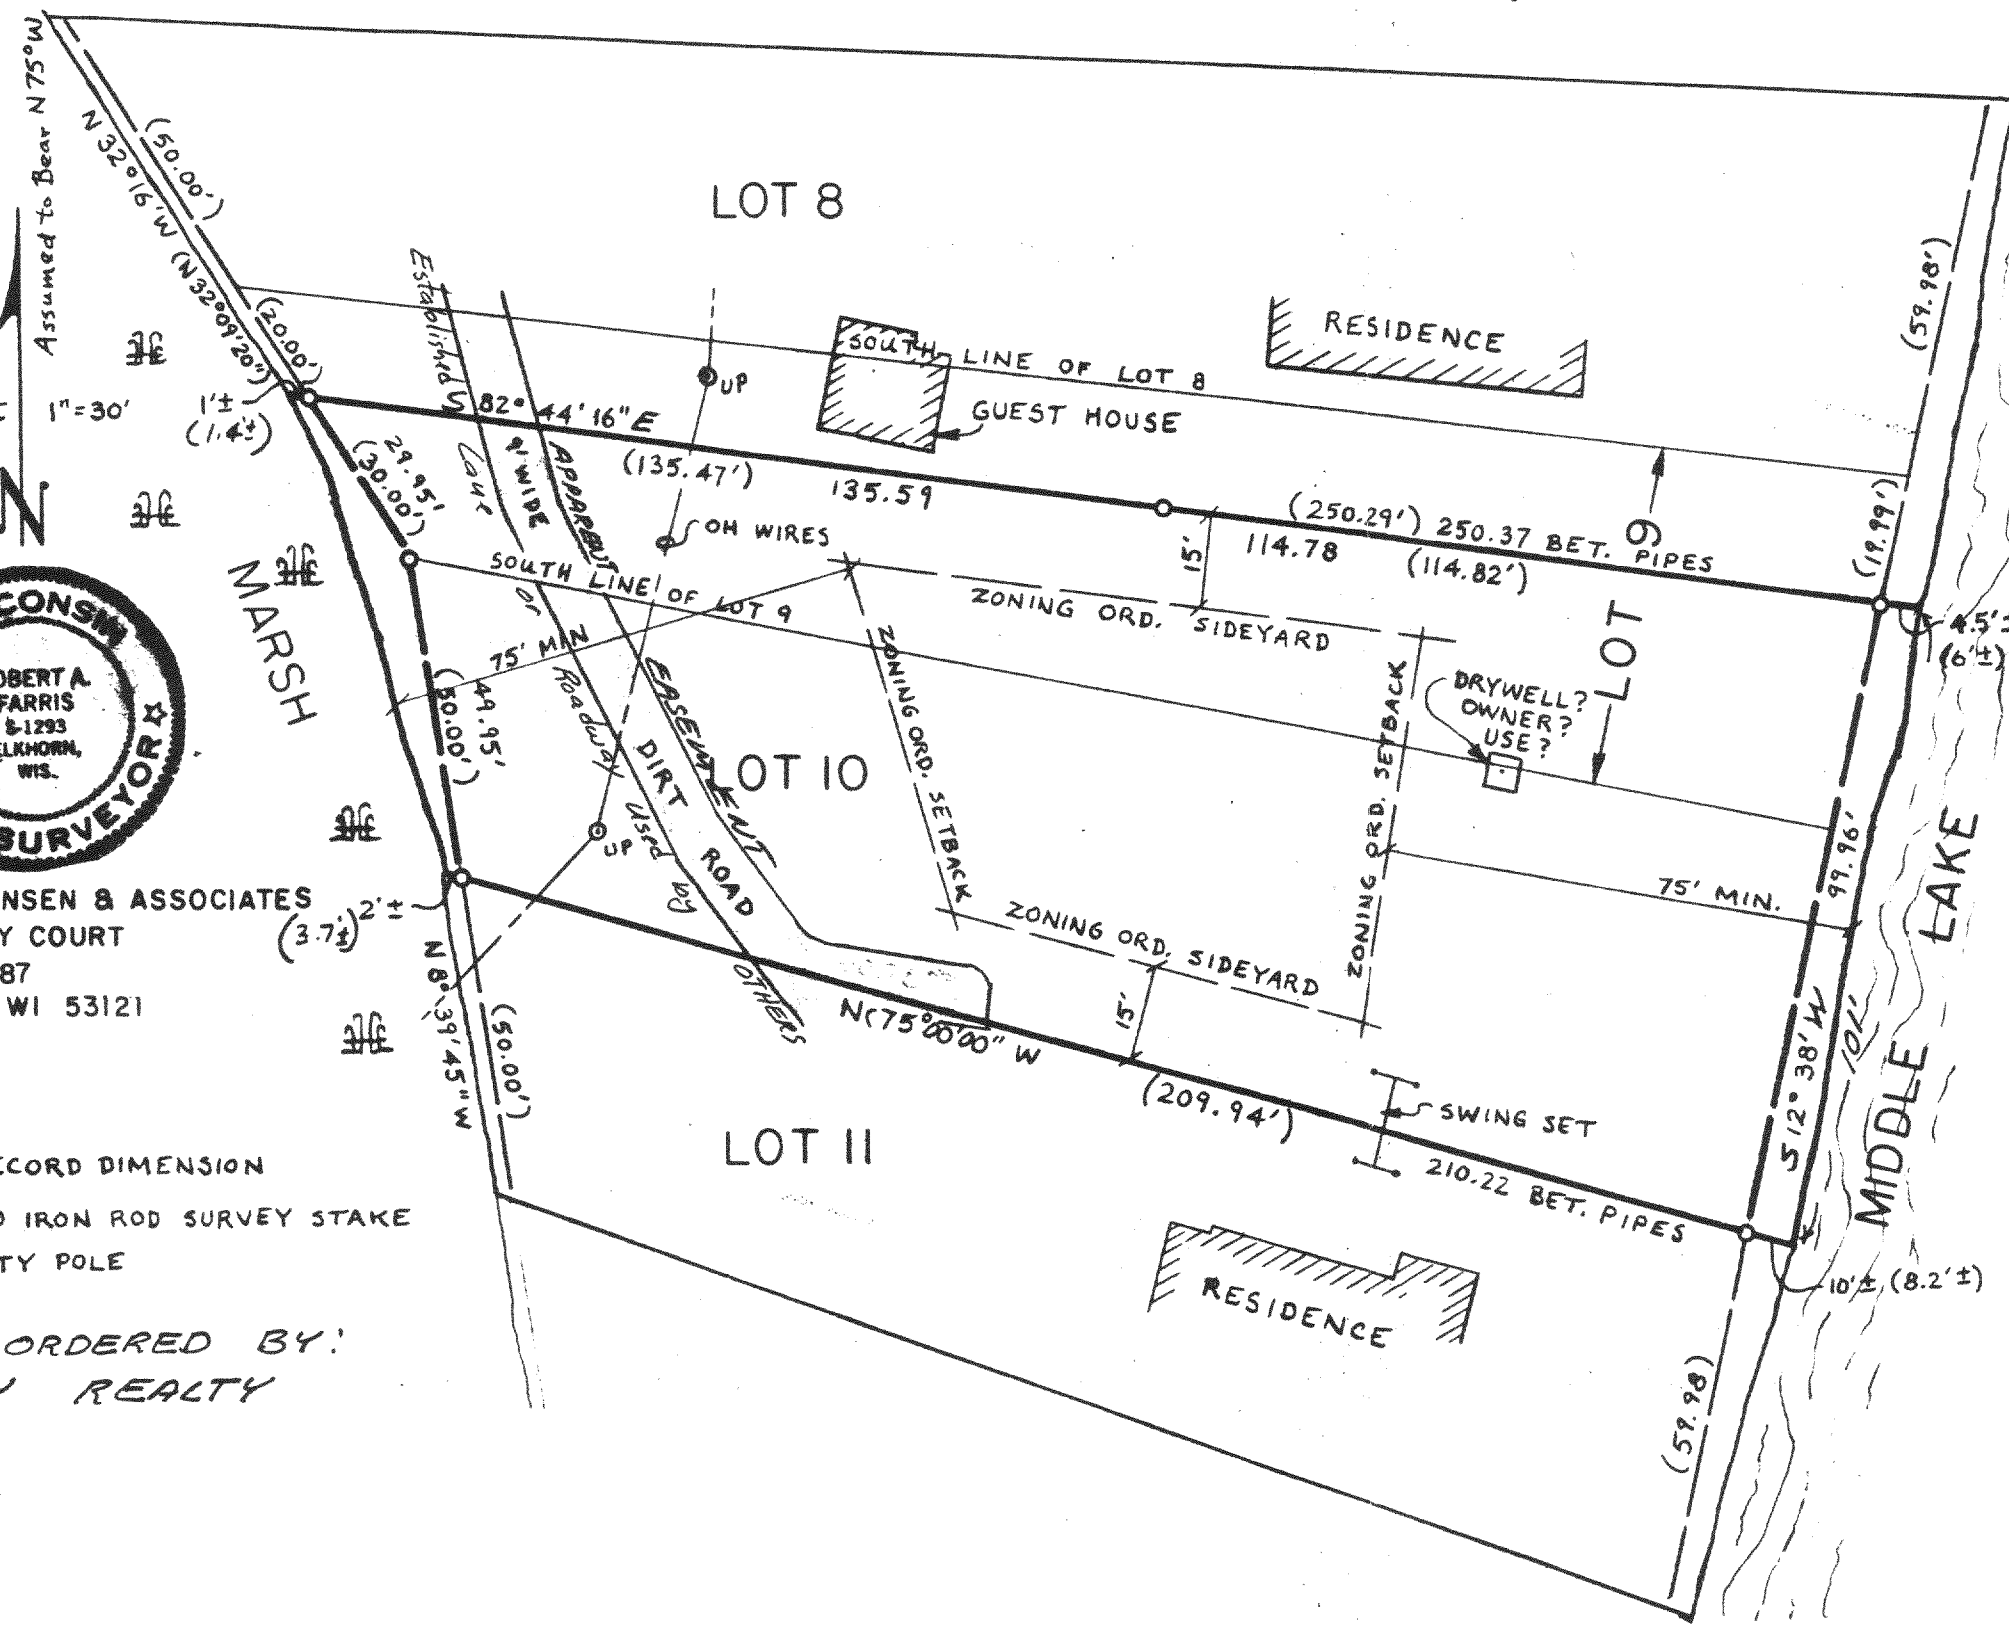 Assumed to Bear N 75° W
N 32° 16' W (N32° 09' 20")
(50.00')
(20.00')
LOT 8
Established
SOUTH LINE OF LOT 8
UP
GUEST HOUSE
RESIDENCE
(59.98')
1" = 30'
N
1'±
(1.4'±)
S 82° 44' 16" E
(135.47')
135.59
29.95'
(30.00')
WIDE
APPARENT
EASEMENT
OH WIRES
(250.29') 250.37 BET. PIPES
114.78
(114.82')
15'
(19.99')
LOT 9
4.5'±
(6'±)
SOUTH LINE OF LOT 9
or
ZONING ORD. SIDEYARD
75' MIN
ZONING ORD. SETBACK
ZONING ORD. SETBACK
DRYWELL?
OWNER?
USE?
MARSH
49.95'
(50.00')
Roadway
Used by
OTHERS
DIRT ROAD
LOT 10
UP
75' MIN.
99.96'
S 12° 38' W
101'
MIDDLE LAKE
CONSIN
OBERT A.
FARRIS
S-1293
ELKHORN,
WIS.
SURVEYOR
NSEN & ASSOCIATES
Y COURT
87
WI 53121
2'±
(3.7'±)
N 8° 39' 45" W
(50.00')
ZONING ORD. SIDEYARD
15'
N (75° 00' 00" W
(209.94')
SWING SET
210.22 BET. PIPES
LOT 11
RESIDENCE
10'± (8.2'±)
(59.98)
ECORD DIMENSION
IRON ROD SURVEY STAKE
TY POLE
ORDERED BY:
REALTY